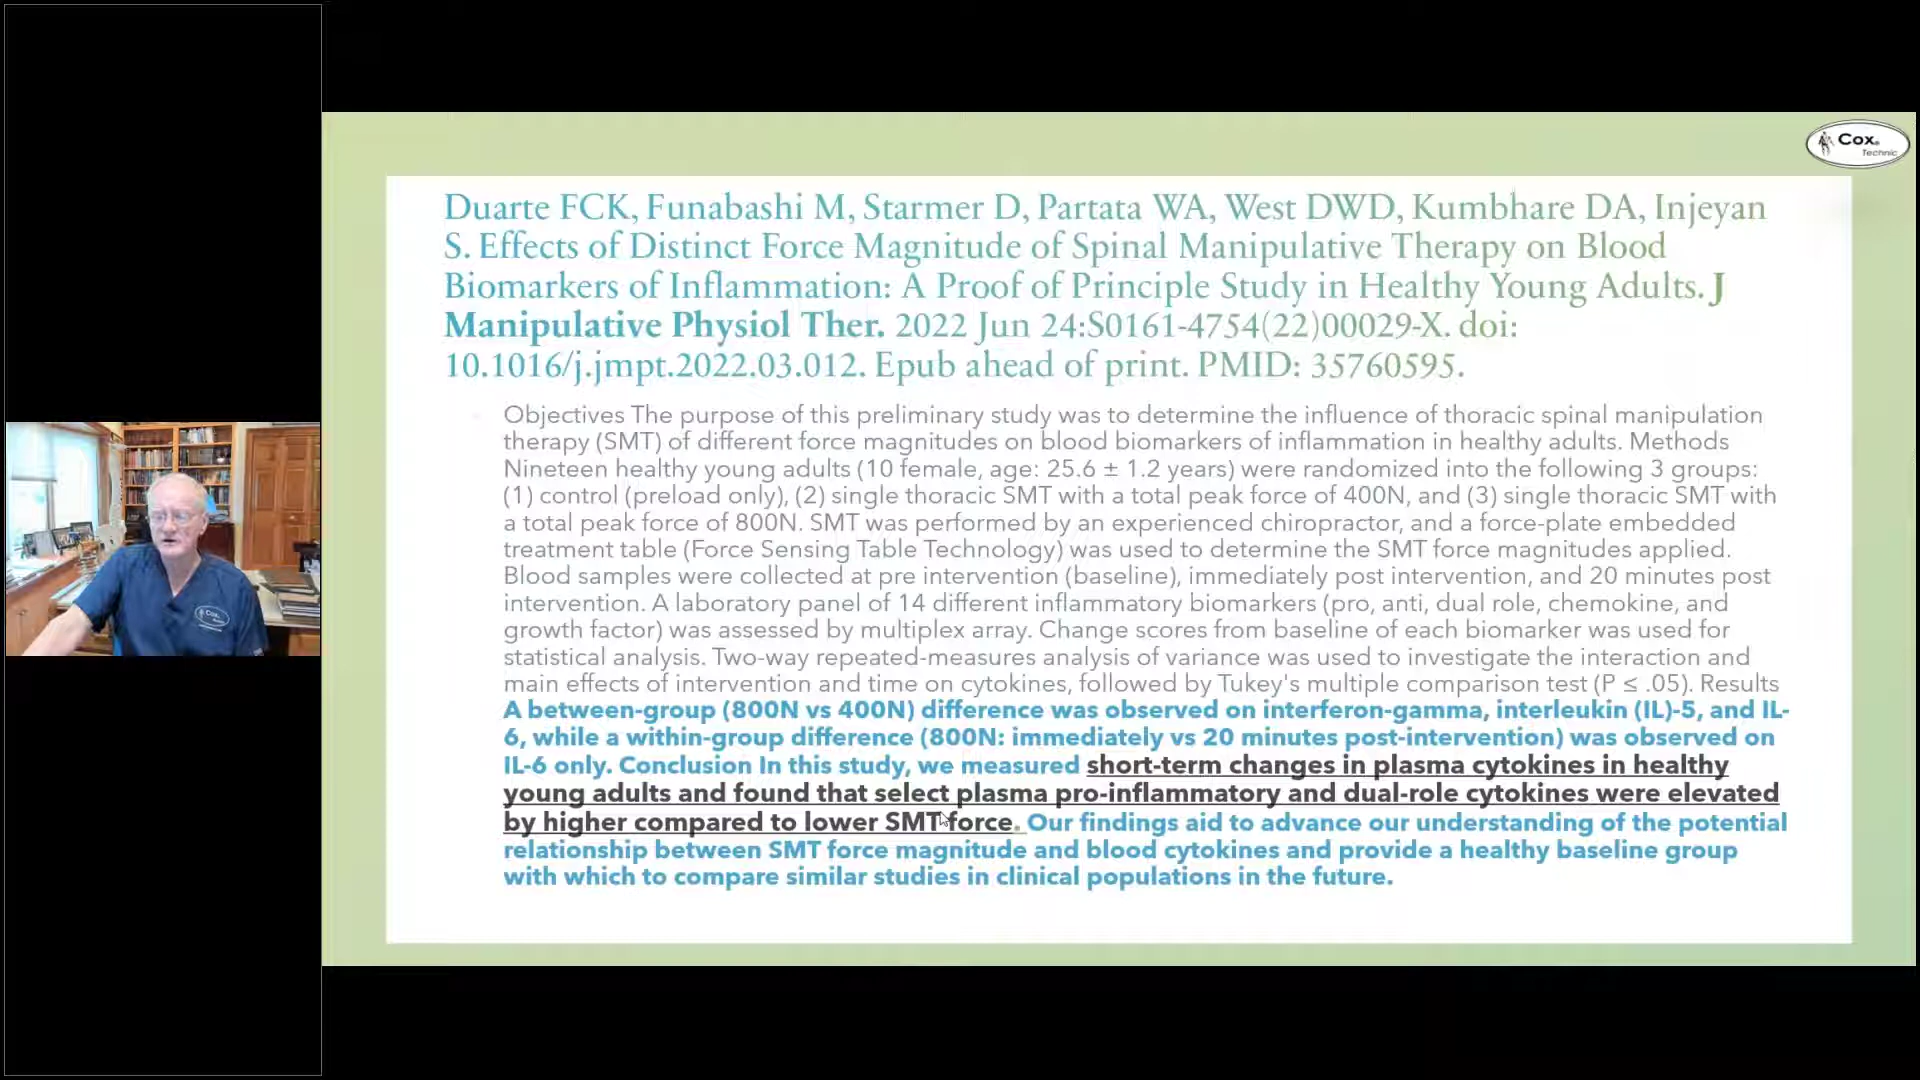 Cox®
Technic
Duarte FCK, Funabashi M, Starmer D, Partata WA, West DWD, Kumbhare DA, Injeyan
S. Effects of Distinct Force Magnitude of Spinal Manipulative Therapy on Blood
Biomarkers of Inflammation: A Proof of Principle Study in Healthy Young Adults. J
Manipulative Physiol Ther. 2022 Jun 24:S0161-4754(22)00029-X. doi:
10.1016/j.jmpt.2022.03.012. Epub ahead of print. PMID: 35760595.
Objectives The purpose of this preliminary study was to determine the influence of thoracic spinal manipulation
therapy (SMT) of different force magnitudes on blood biomarkers of inflammation in healthy adults. Methods
Nineteen healthy young adults (10 female, age: 25.6 ± 1.2 years) were randomized into the following 3 groups:
(1) control (preload only), (2) single thoracic SMT with a total peak force of 400N, and (3) single thoracic SMT with
a total peak force of 800N. SMT was performed by an experienced chiropractor, and a force-plate embedded
treatment table (Force Sensing Table Technology) was used to determine the SMT force magnitudes applied.
Blood samples were collected at pre intervention (baseline), immediately post intervention, and 20 minutes post
intervention. A laboratory panel of 14 different inflammatory biomarkers (pro, anti, dual role, chemokine, and
growth factor) was assessed by multiplex array. Change scores from baseline of each biomarker was used for
statistical analysis. Two-way repeated-measures analysis of variance was used to investigate the interaction and
main effects of intervention and time on cytokines, followed by Tukey's multiple comparison test (P ≤ .05). Results
A between-group (800N vs 400N) difference was observed on interferon-gamma, interleukin (IL)-5, and IL-
6, while a within-group difference (800N: immediately vs 20 minutes post-intervention) was observed on
IL-6 only. Conclusion In this study, we measured short-term changes in plasma cytokines in healthy
young adults and found that select plasma pro-inflammatory and dual-role cytokines were elevated
by higher compared to lower SMT force. Our findings aid to advance our understanding of the potential
relationship between SMT force magnitude and blood cytokines and provide a healthy baseline group
with which to compare similar studies in clinical populations in the future.
Cox